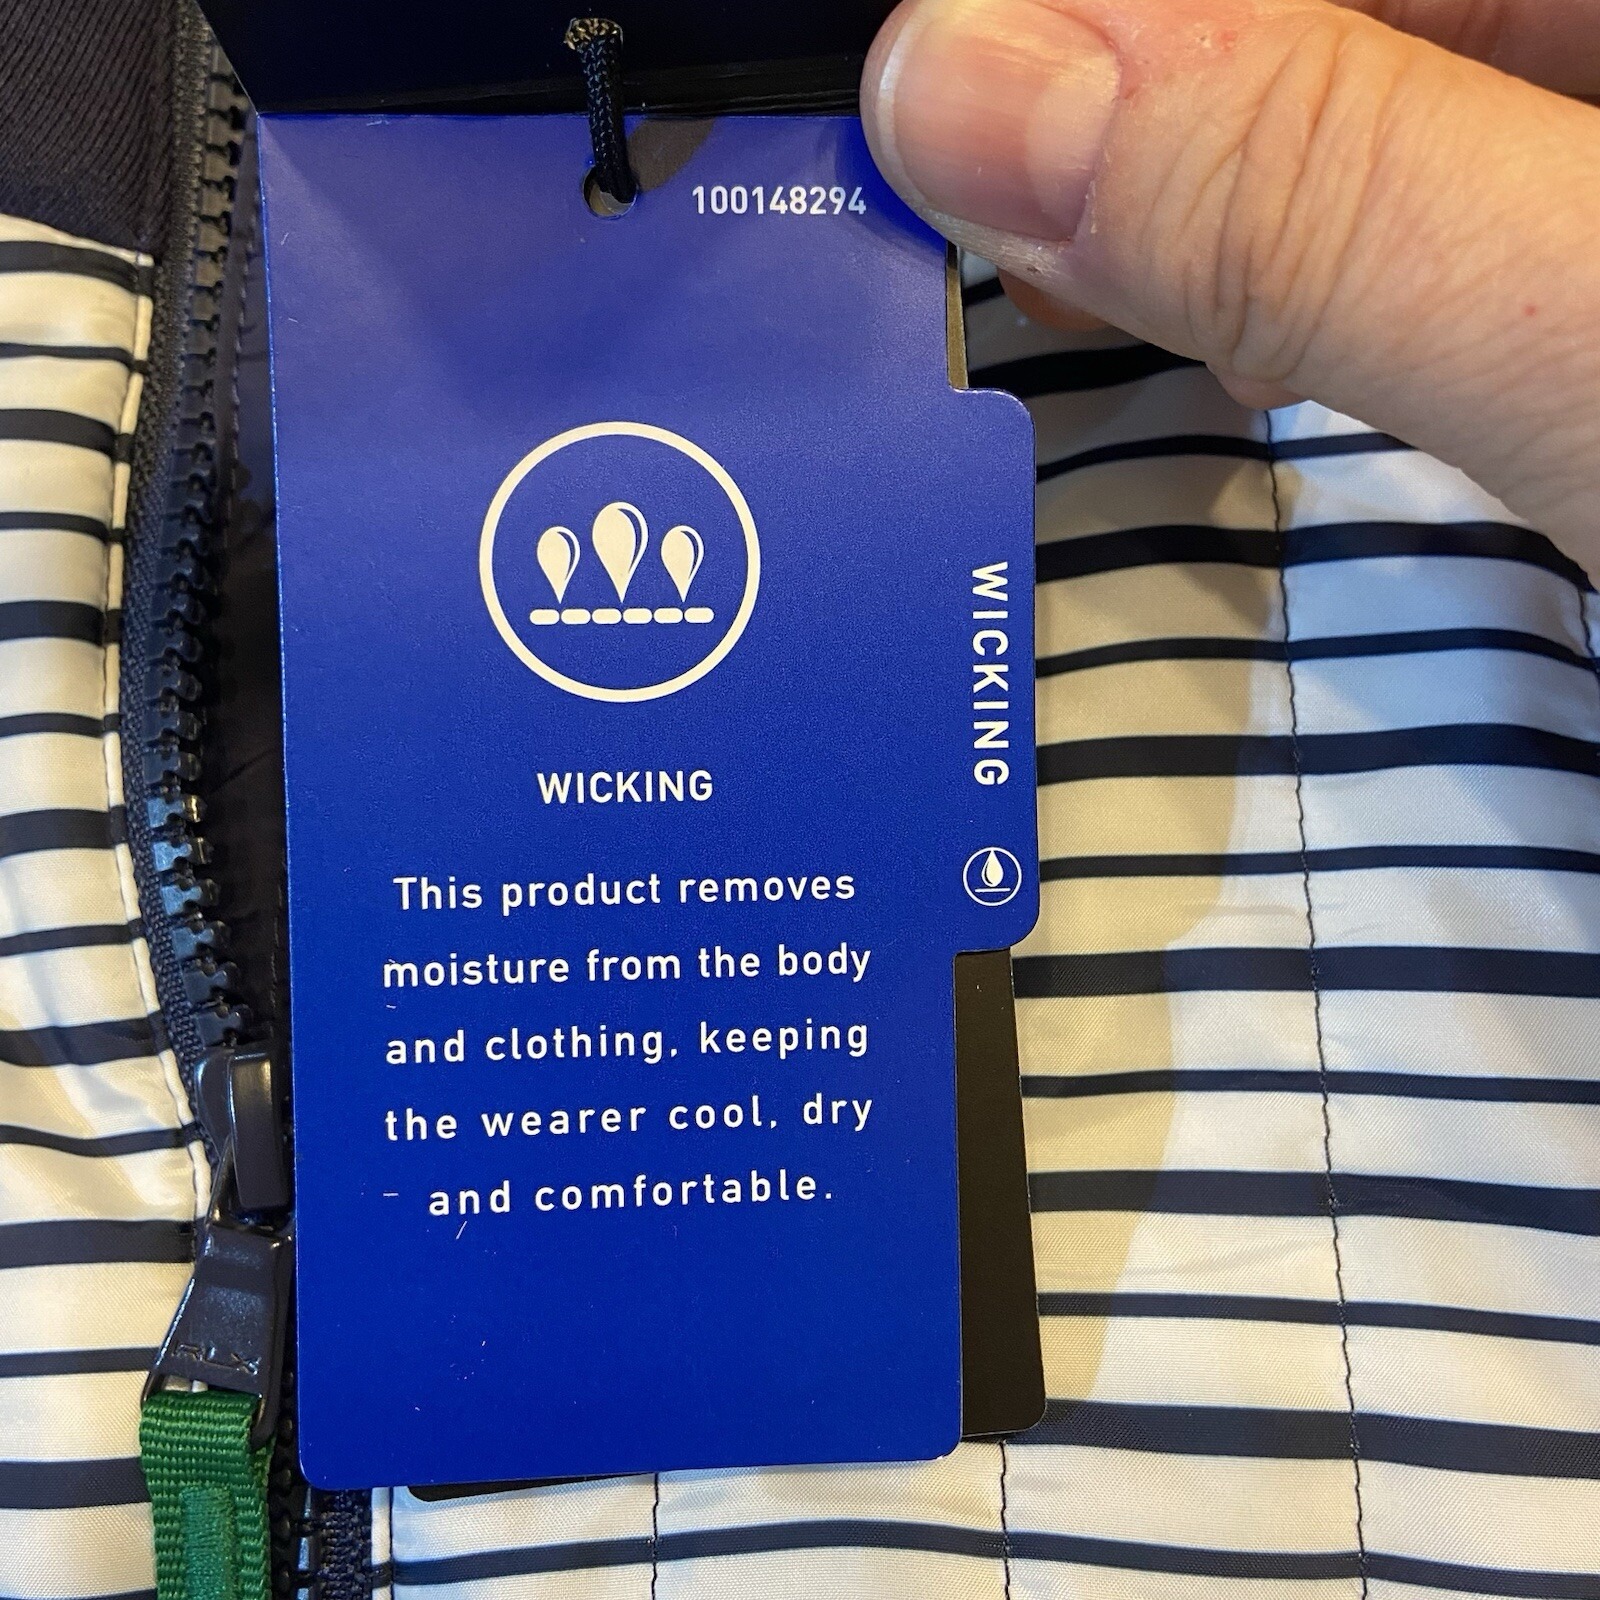 100148294
WICKING
This product removes
moisture from the body
and clothing, keeping
the wearer cool, dry
and comfortable.
WICKING
RLX